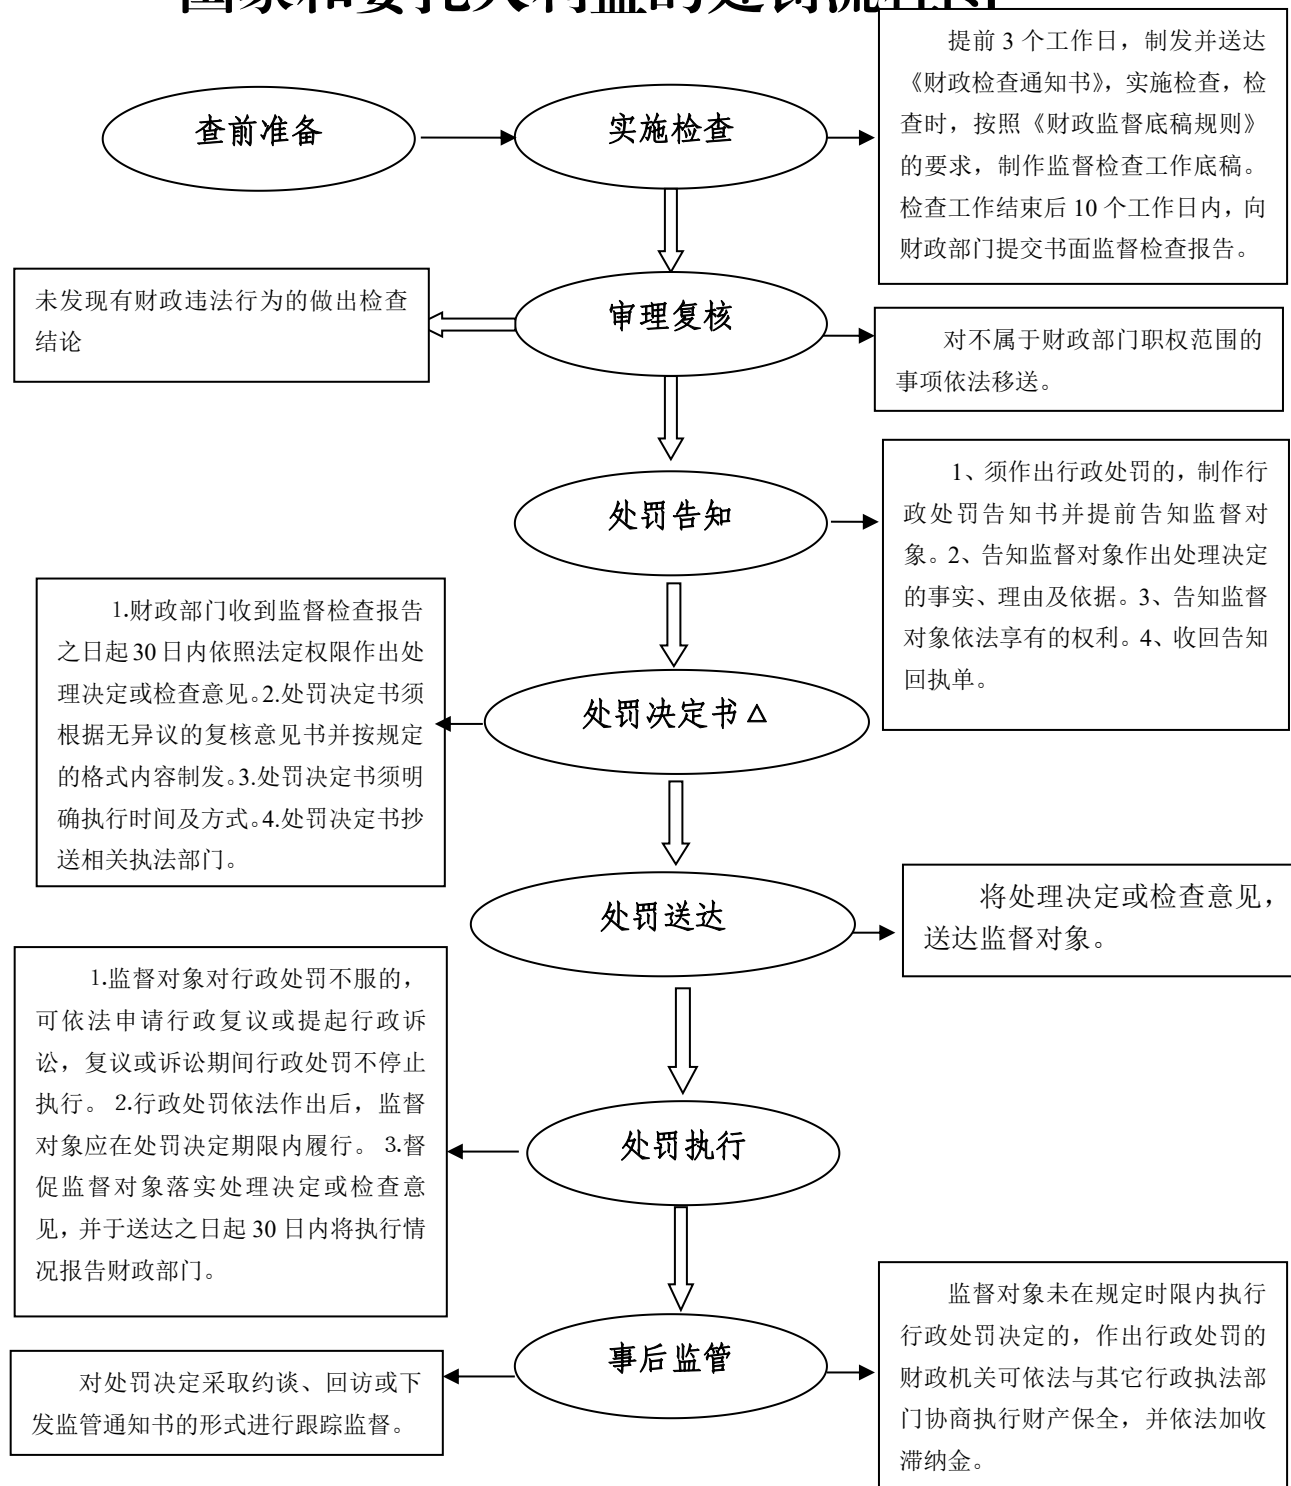 提前 3 个工作日，制发并送达
《财政检查通知书》，实施检查，检
查时，按照《财政监督底稿规则》
的要求，制作监督检查工作底稿。
检查工作结束后 10 个工作日内，向
财政部门提交书面监督检查报告。
查前准备
实施检查
未发现有财政违法行为的做出检查
结论
审理复核
对不属于财政部门职权范围的
事项依法移送。
处罚告知
1、须作出行政处罚的，制作行
政处罚告知书并提前告知监督对
象。2、告知监督对象作出处理决定
的事实、理由及依据。3、告知监督
对象依法享有的权利。4、收回告知
回执单。
1.财政部门收到监督检查报告
之日起 30 日内依照法定权限作出处
理决定或检查意见。2.处罚决定书须
根据无异议的复核意见书并按规定
的格式内容制发。3.处罚决定书须明
确执行时间及方式。4.处罚决定书抄
送相关执法部门。
处罚决定书△
处罚送达
将处理决定或检查意见，
送达监督对象。
1.监督对象对行政处罚不服的，
可依法申请行政复议或提起行政诉
讼，复议或诉讼期间行政处罚不停止
执行。 2.行政处罚依法作出后，监督
对象应在处罚决定期限内履行。 3.督
促监督对象落实处理决定或检查意
见，并于送达之日起 30 日内将执行情
况报告财政部门。
处罚执行
事后监管
监督对象未在规定时限内执行
行政处罚决定的，作出行政处罚的
财政机关可依法与其它行政执法部
门协商执行财产保全，并依法加收
滞纳金。
对处罚决定采取约谈、回访或下
发监管通知书的形式进行跟踪监督。